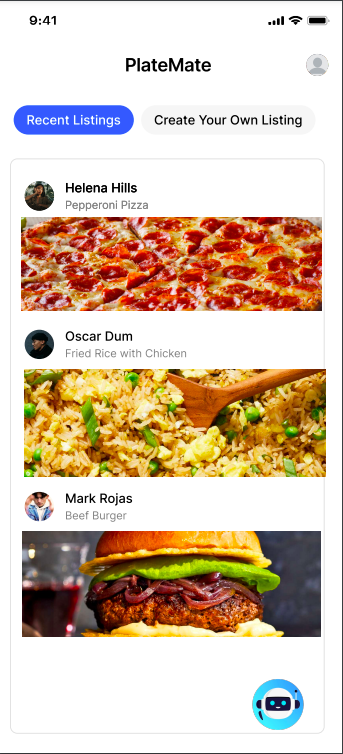 9:41
PlateMate
Recent Listings
Create Your Own Listing
Helena Hills
Pepperoni Pizza
Oscar Dum
Fried Rice with Chicken
Mark Rojas
Beef Burger